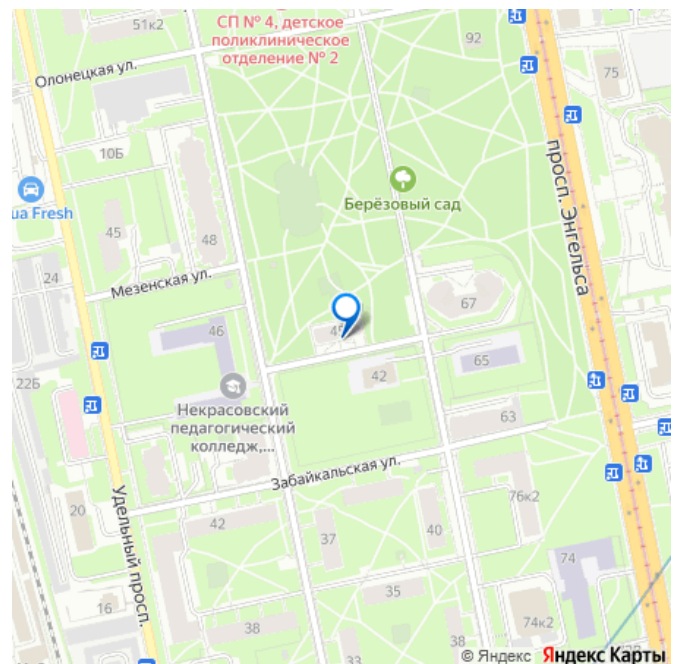 51к2
СП № 4, детское
поликлиническое
отделение № 2
92
Олонецкая ул.
75
10Б
просп. Энгельса
Берёзовый сад
ua Fresh
45
48
24
Мезенская ул.
67
46
65
42
22Б
Некрасовский
педагогический
колледж,...
63
Забайкальская ул.
76к2
20
Удельный просп.
42
37
40
74
35
16
74к2
38
38
© Яндекс Яндекс Карты